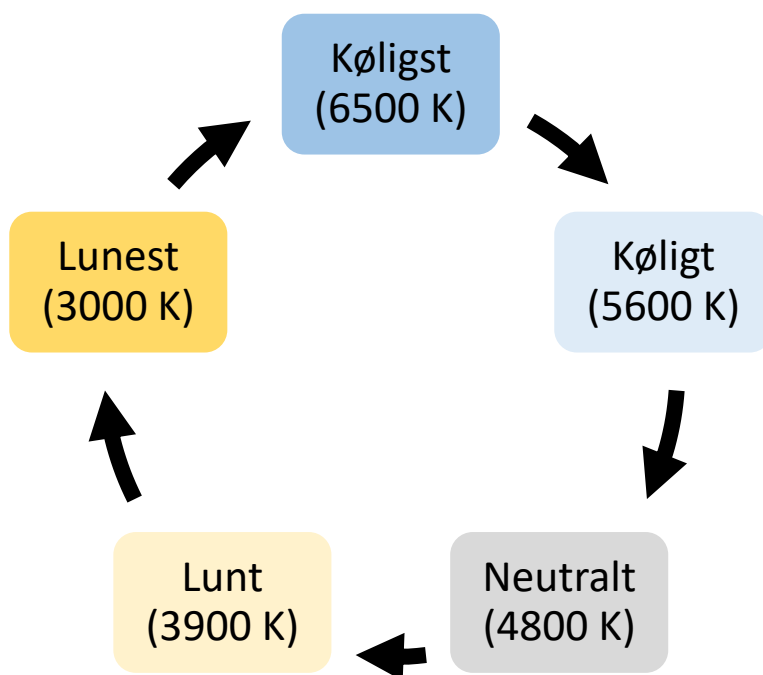 Køligst
(6500 K)
Køligt
(5600 K)
Neutralt
(4800 K)
Lunt
(3900 K)
Lunest
(3000 K)